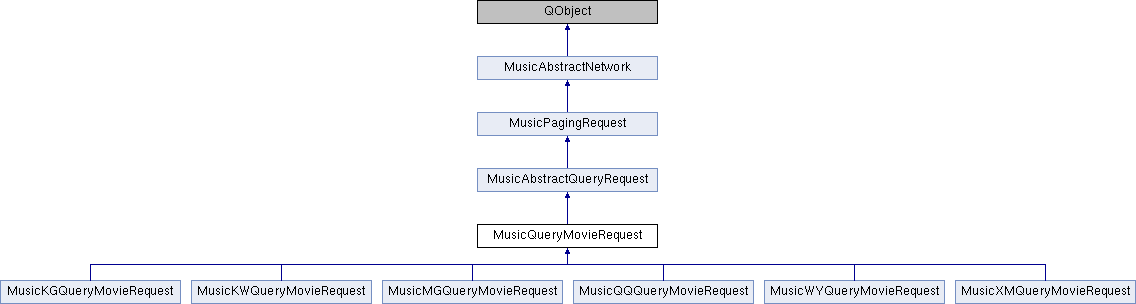 QObject
MusicAbstractNetwork
MusicPagingRequest
MusicAbstractQueryRequest
MusicQueryMovieRequest
MusicKGQueryMovieRequest MusicKWQueryMovieRequest MusicMGQueryMovieRequest MusicQQQueryMovieRequest MusicWYQueryMovieRequest MusicXMQueryMovieRequest